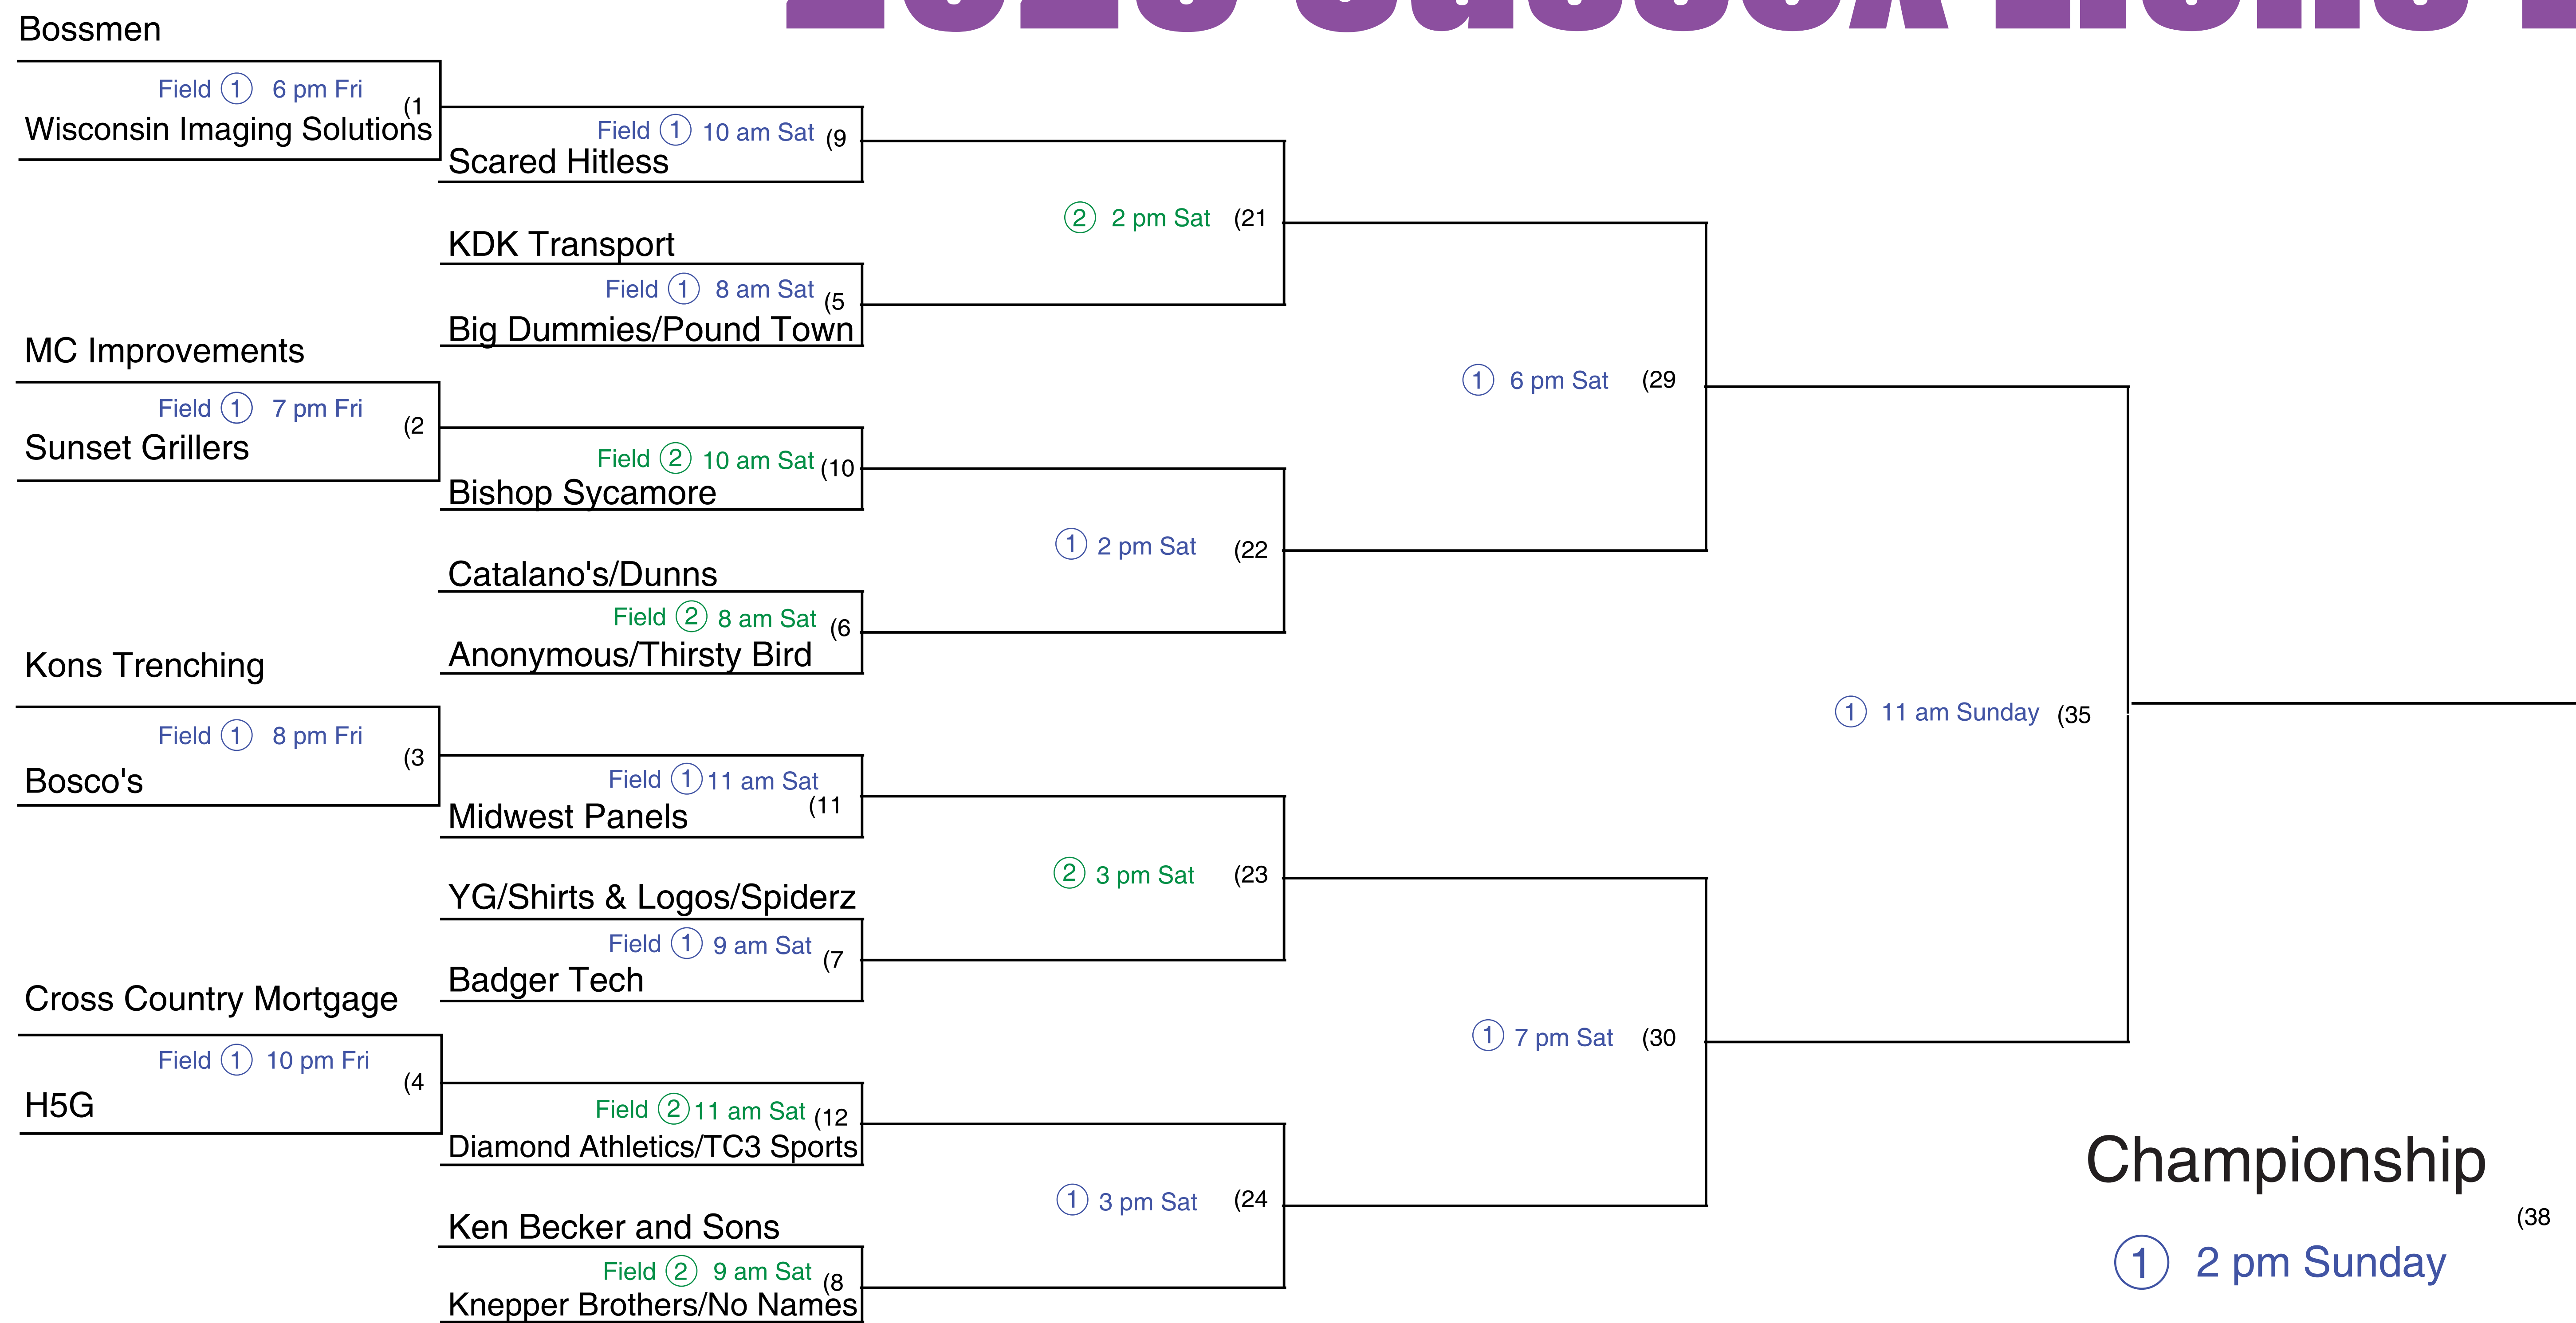 Bossmen
Field 1 6 pm Fri
(1
Wisconsin Imaging Solutions
Field 1 10 am Sat (9
Scared Hitless
2 2 pm Sat (21
KDK Transport
Field 1 8 am Sat (5
Big Dummies/Pound Town
MC Improvements
1 6 pm Sat (29
Field 1 7 pm Fri
(2
Sunset Grillers
Field 2 10 am Sat (10
Bishop Sycamore
1 2 pm Sat (22
Catalano's/Dunns
Field 2 8 am Sat (6
Anonymous/Thirsty Bird
Kons Trenching
1 11 am Sunday (35
Field 1 8 pm Fri
(3
Bosco's
Field 1 11 am Sat
(11
Midwest Panels
2 3 pm Sat (23
YG/Shirts & Logos/Spiderz
Field 1 9 am Sat (7
Badger Tech
Cross Country Mortgage
1 7 pm Sat (30
Field 1 10 pm Fri
(4
H5G
Field 2 11 am Sat (12
Diamond Athletics/TC3 Sports
1 3 pm Sat (24
Ken Becker and Sons
Field 2 9 am Sat (8
Knepper Brothers/No Names
Championship
(38
1 2 pm Sunday